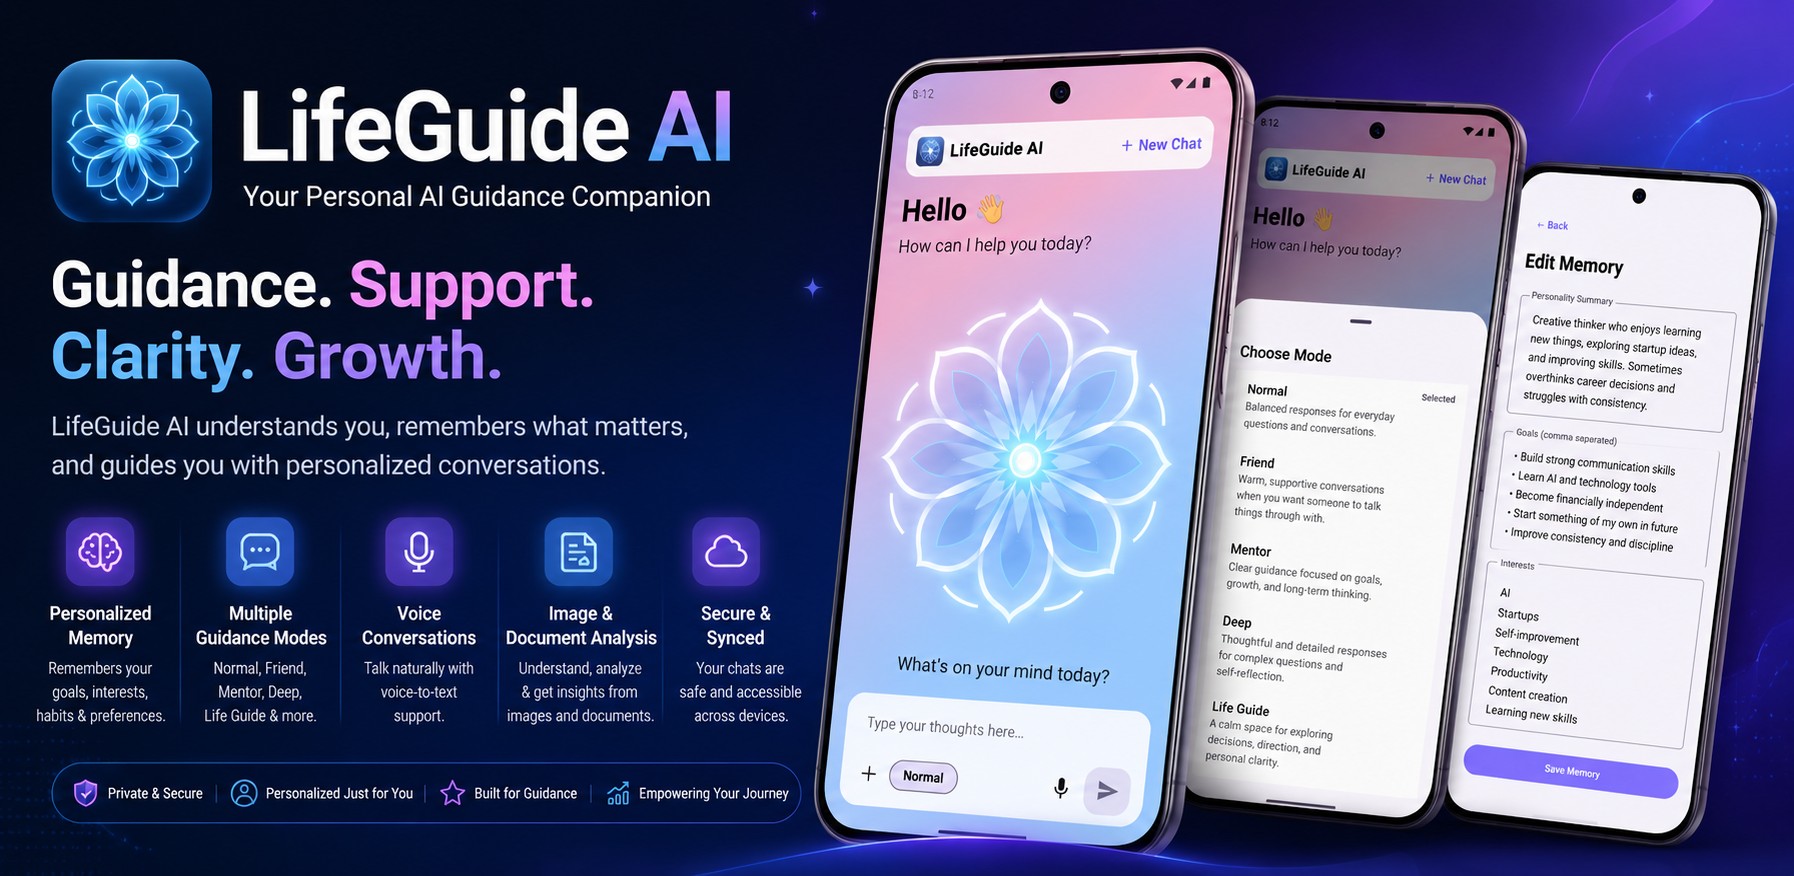 LifeGuide AI
Your Personal AI Guidance Companion
Guidance. Support.
Clarity. Growth.
LifeGuide AI understands you, remembers what matters,
and guides you with personalized conversations.
Personalized
Memory
Remembers your
goals, interests,
habits & preferences.
Multiple
Guidance Modes
Normal, Friend,
Mentor, Deep,
Life Guide & more.
Voice
Conversations
Talk naturally with
voice-to-text
support.
Image &
Document Analysis
Understand, analyze
& get insights from
images and documents.
Secure &
Synced
Your chats are
safe and accessible
across devices.
Private & Secure
Personalized Just for You
Built for Guidance
Empowering Your Journey
8:12
LifeGuide AI
+ New Chat
Hello 👋
How can I help you today?
What's on your mind today?
Type your thoughts here...
+ Normal
8:12
LifeGuide AI
+ New Chat
Hello 👋
How can I help you today?
Choose Mode
Normal
Selected
Balanced responses for everyday
questions and conversations.
Friend
Warm, supportive conversations
when you want someone to talk
things through with.
Mentor
Clear guidance focused on goals,
growth, and long-term thinking.
Deep
Thoughtful and detailed responses
for complex questions and
self-reflection.
Life Guide
A calm space for exploring
decisions, direction, and
personal clarity.
← Back
Edit Memory
Personality Summary
Creative thinker who enjoys learning
new things, exploring startup ideas,
and improving skills. Sometimes
overthinks career decisions and
struggles with consistency.
Goals (comma seperated)
• Build strong communication skills
• Learn AI and technology tools
• Become financially independent
• Start something of my own in future
• Improve consistency and discipline
Interests
AI
Startups
Self-improvement
Technology
Productivity
Content creation
Learning new skills
Save Memory